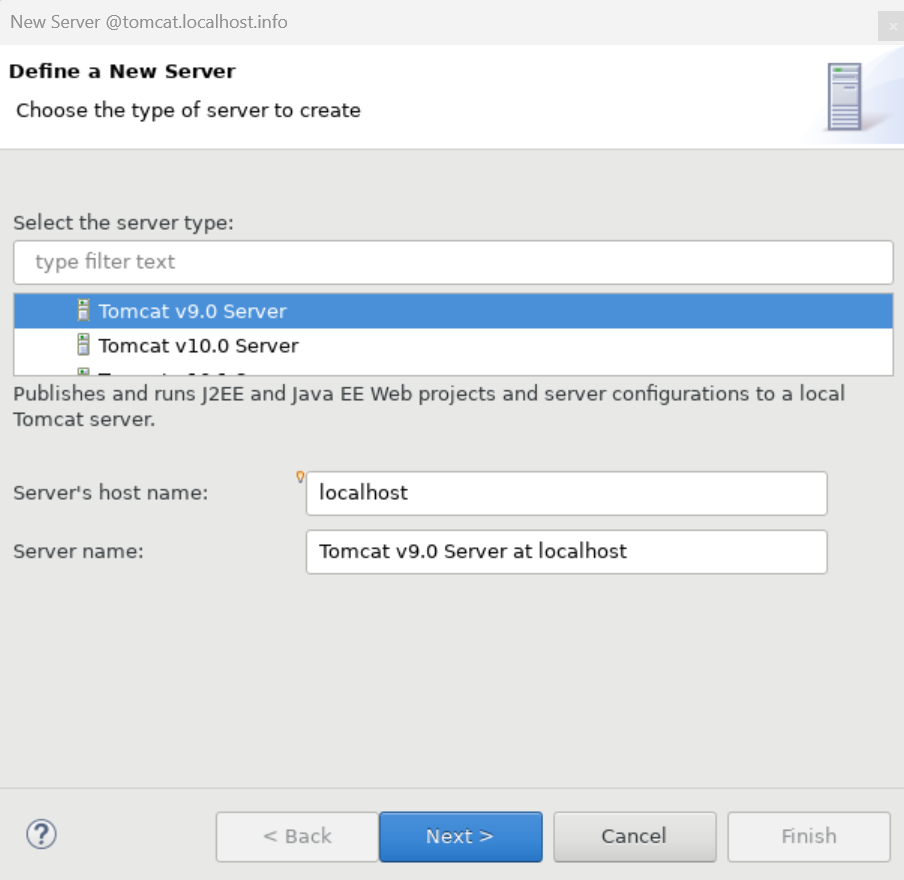 New Server @tomcat.localhost.info
×
Define a New Server
Choose the type of server to create
Select the server type:
type filter text
Tomcat v9.0 Server
Tomcat v10.0 Server
Publishes and runs J2EE and Java EE Web projects and server configurations to a local
Tomcat server.
Server's host name:
localhost
Server name:
Tomcat v9.0 Server at localhost
?
< Back
Next >
Cancel
Finish